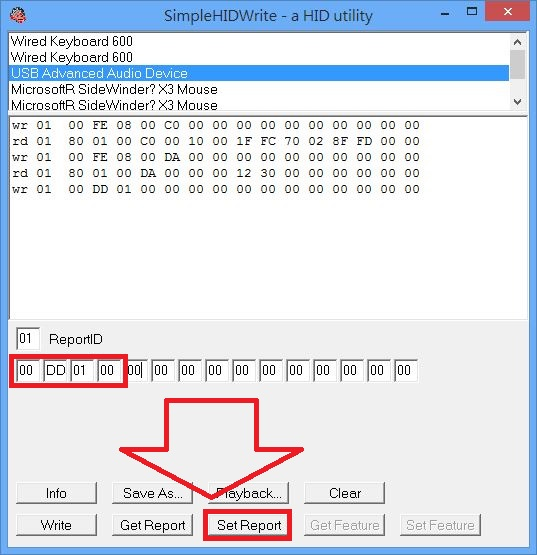 SimpleHIDWrite - a HID utility
Wired Keyboard 600
Wired Keyboard 600
USB Advanced Audio Device
MicrosoftR SideWinder? X3 Mouse
MicrosoftR SideWinder? X3 Mouse
wr 01 00 FE 08 00 C0 00 00 00 00 00 00 00 00 00 00
rd 01 80 01 00 C0 00 10 00 1F FC 70 02 8F FD 00 00
wr 01 00 FE 08 00 DA 00 00 00 00 00 00 00 00 00 00
rd 01 80 01 00 DA 00 00 00 12 30 00 00 00 00 00 00
wr 01 00 DD 01 00 00 00 00 00 00 00 00 00 00 00 00
01 ReportID
00 DD 01 00 00 00 00 00 00 00 00 00 00 00 00
Info Save As... Playback... Clear
Write Get Report Set Report Get Feature Set Feature